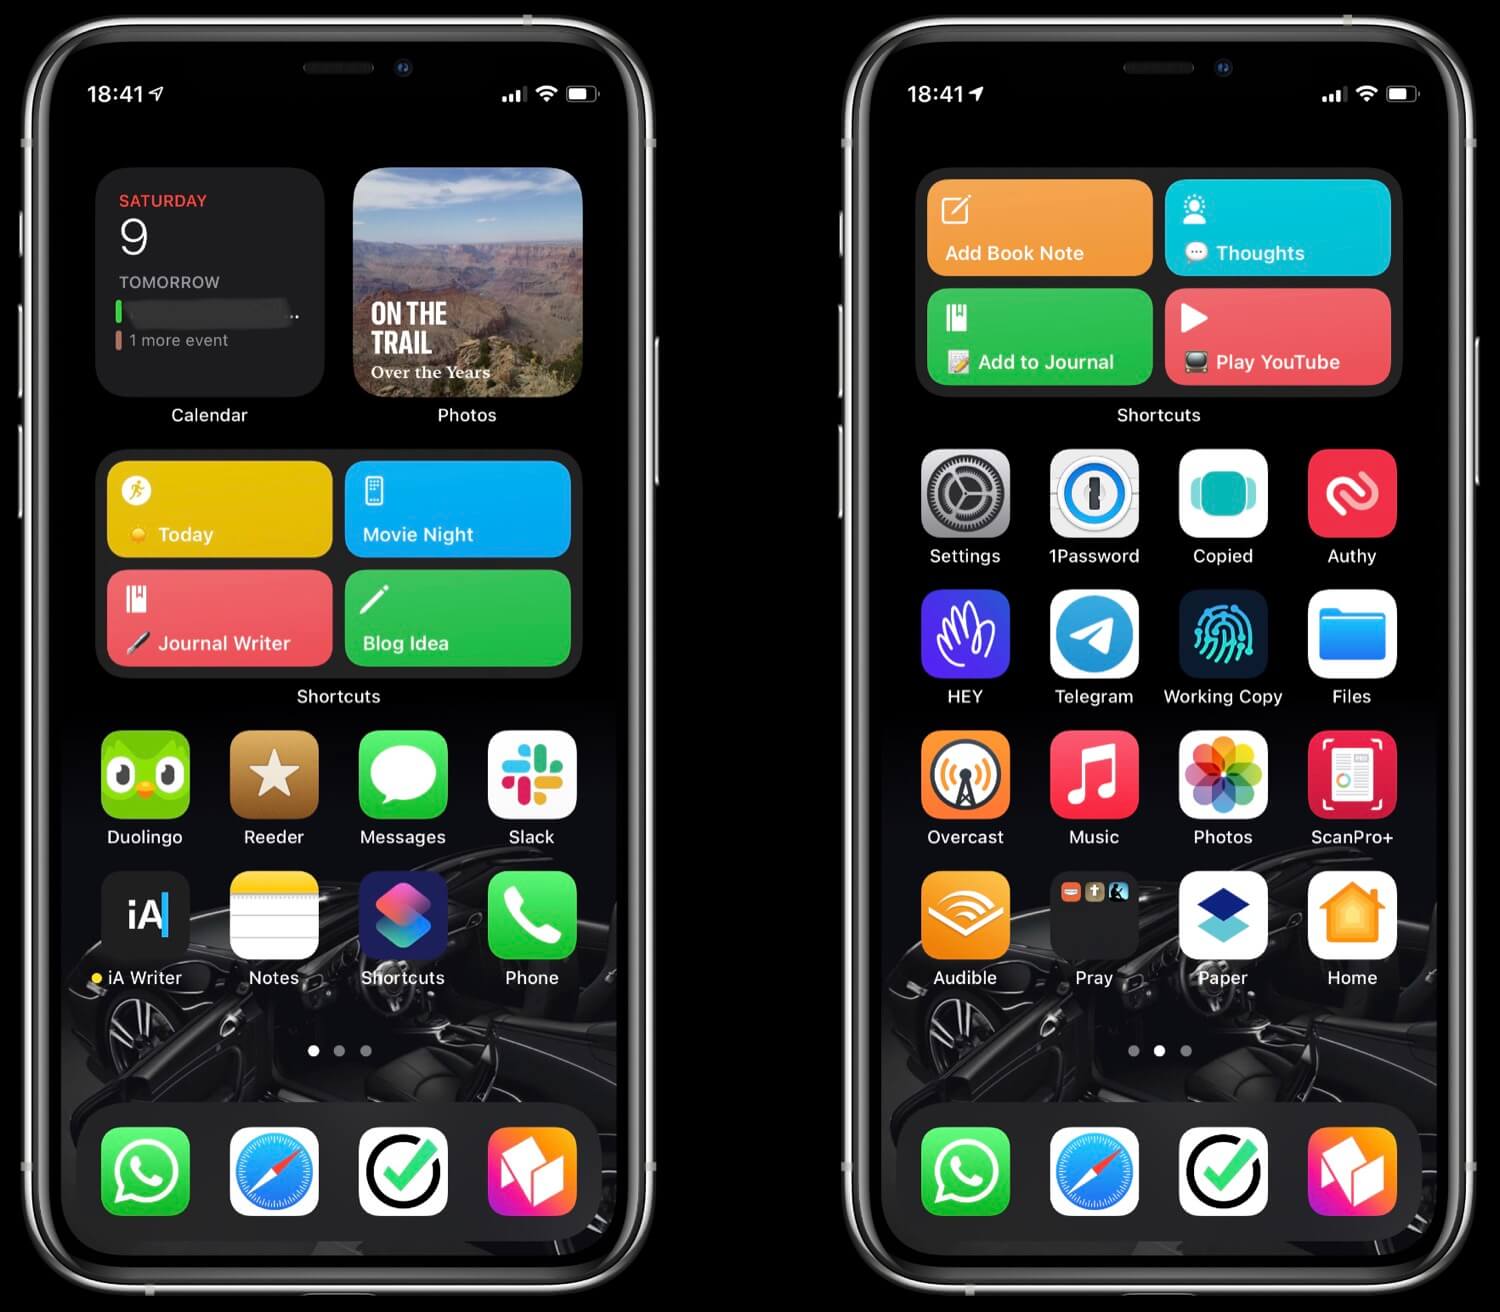 18:41
SATURDAY
9
TOMORROW
..
1 more event
Calendar
ON THE
TRAIL
Over the Years
Photos
Today
Movie Night
Journal Writer
Blog Idea
Shortcuts
Duolingo
Reeder
Messages
Slack
iA
iA Writer
Notes
Shortcuts
Phone
18:41
Add Book Note
Thoughts
Add to Journal
Play YouTube
Shortcuts
Settings
1Password
Copied
Authy
HEY
Telegram
Working Copy
Files
Overcast
Music
Photos
ScanPro+
Audible
Pray
Paper
Home